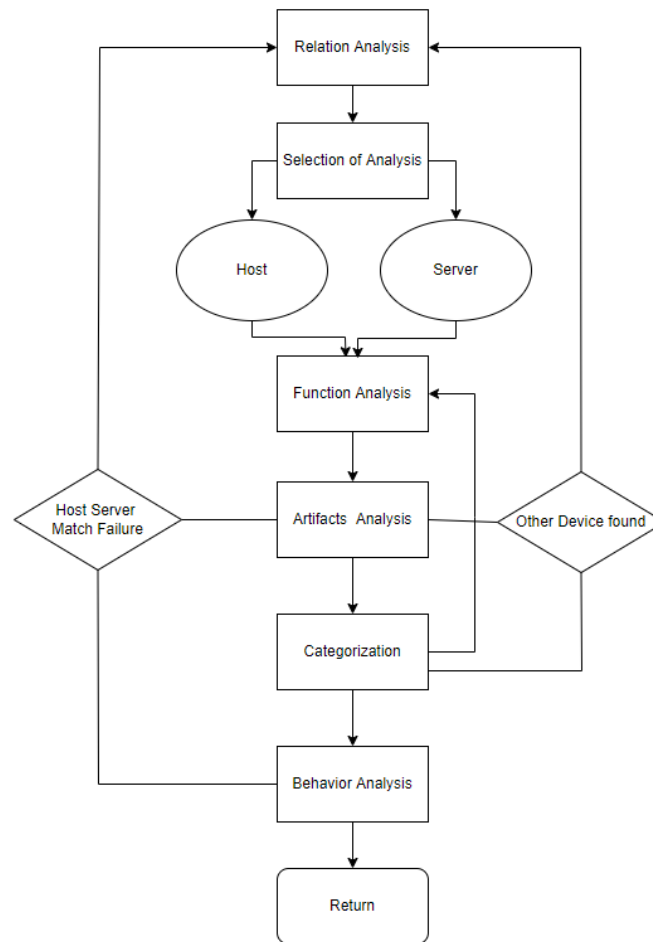 Relation Analysis
Selection of Analysis
Host
Server
Function Analysis
Host Server
Match Failure
Artifacts Analysis
Other Device found
Categorization
Behavior Analysis
Return